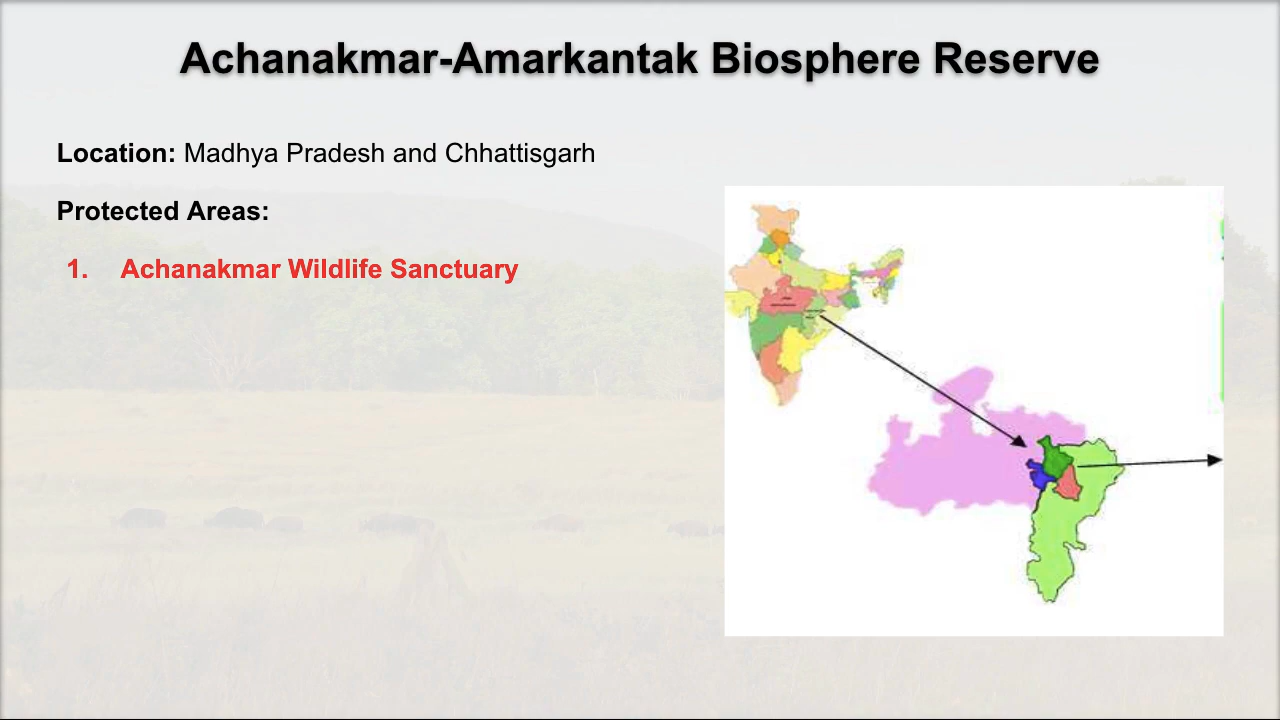 Achanakmar-Amarkantak Biosphere Reserve
Location: Madhya Pradesh and Chhattisgarh
Protected Areas:
1. Achanakmar Wildlife Sanctuary